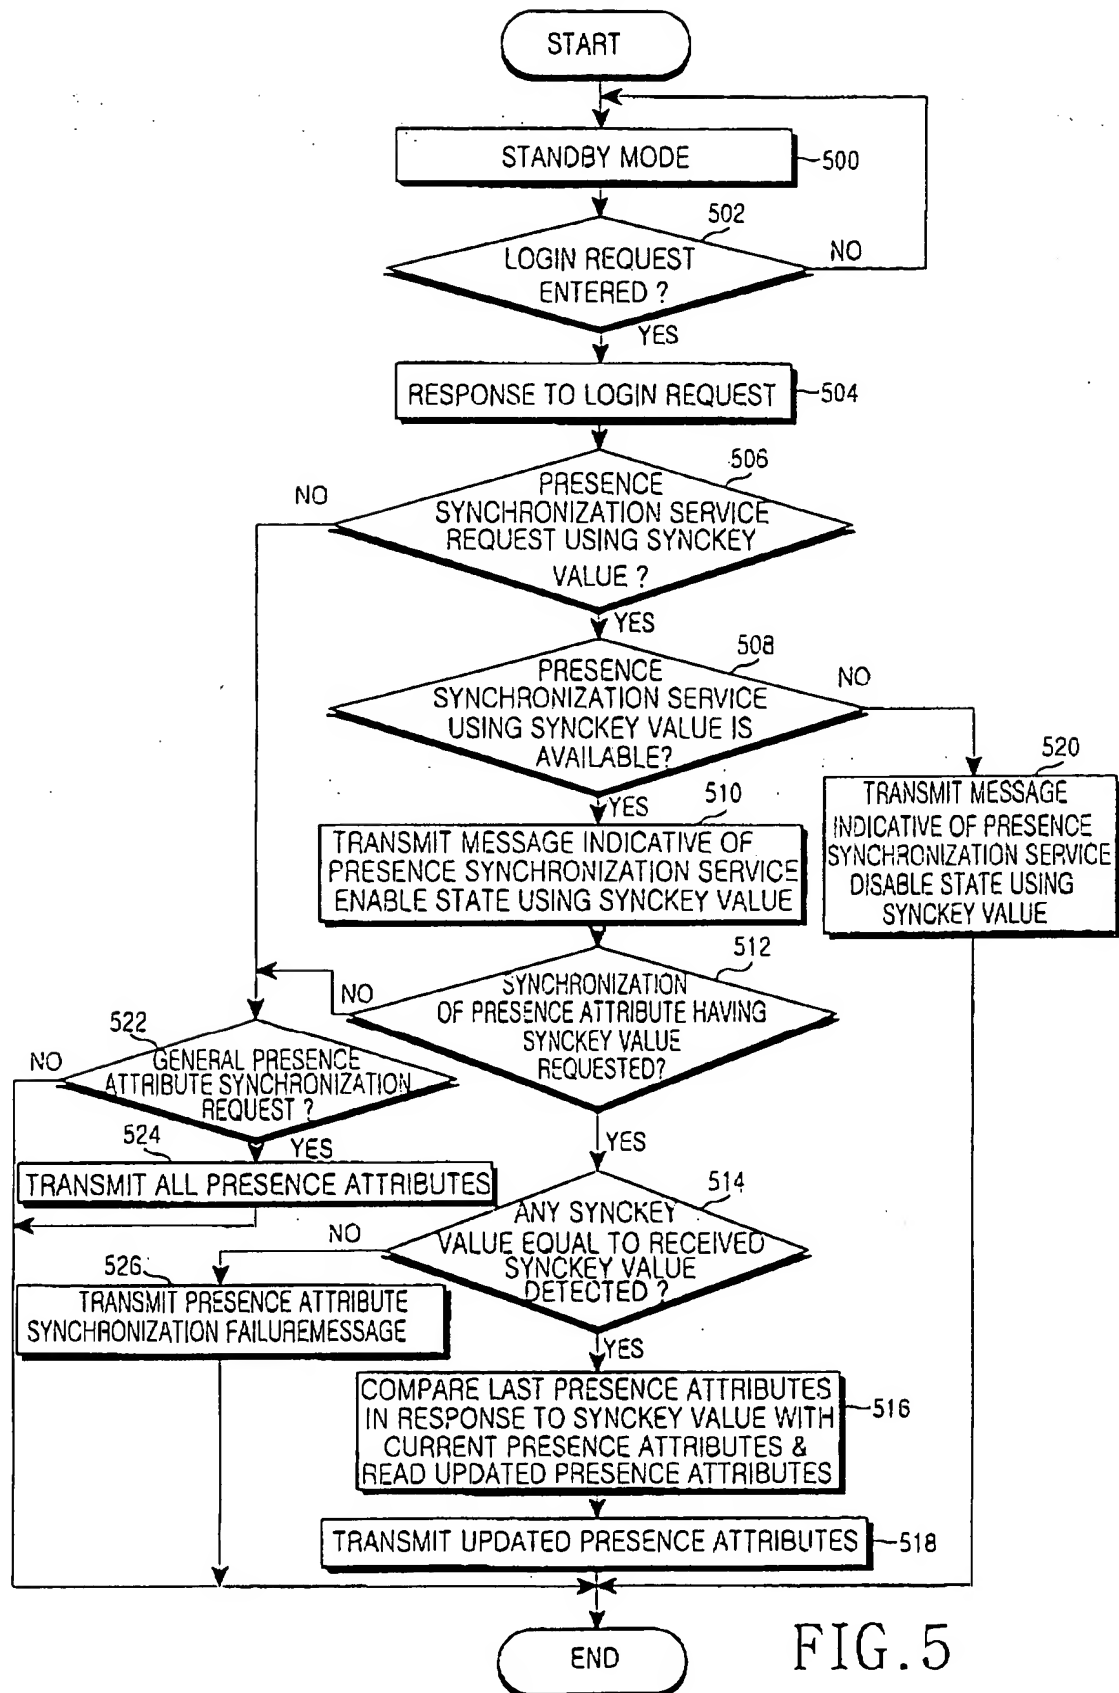 START
STANDBY MODE
500
502
LOGIN REQUEST
ENTERED ?
NO
YES
RESPONSE TO LOGIN REQUEST
504
506
NO
PRESENCE
SYNCHRONIZATION SERVICE
REQUEST USING SYNCKEY
VALUE ?
YES
508
PRESENCE
SYNCHRONIZATION SERVICE
USING SYNCKEY VALUE IS
AVAILABLE?
NO
YES
510
520
TRANSMIT MESSAGE INDICATIVE OF
PRESENCE SYNCHRONIZATION SERVICE
ENABLE STATE USING SYNCKEY VALUE
TRANSMIT MESSAGE
INDICATIVE OF PRESENCE
SYNCHRONIZATION SERVICE
DISABLE STATE USING
SYNCKEY VALUE
512
NO
SYNCHRONIZATION
OF PRESENCE ATTRIBUTE HAVING
SYNCKEY VALUE
REQUESTED?
YES
522
NO
GENERAL PRESENCE
ATTRIBUTE SYNCHRONIZATION
REQUEST ?
YES
524
TRANSMIT ALL PRESENCE ATTRIBUTES
514
ANY SYNCKEY
VALUE EQUAL TO RECEIVED
SYNCKEY VALUE
DETECTED ?
NO
YES
526
TRANSMIT PRESENCE ATTRIBUTE
SYNCHRONIZATION FAILUREMESSAGE
COMPARE LAST PRESENCE ATTRIBUTES
IN RESPONSE TO SYNCKEY VALUE WITH
CURRENT PRESENCE ATTRIBUTES &
READ UPDATED PRESENCE ATTRIBUTES
516
TRANSMIT UPDATED PRESENCE ATTRIBUTES
518
END
FIG.5